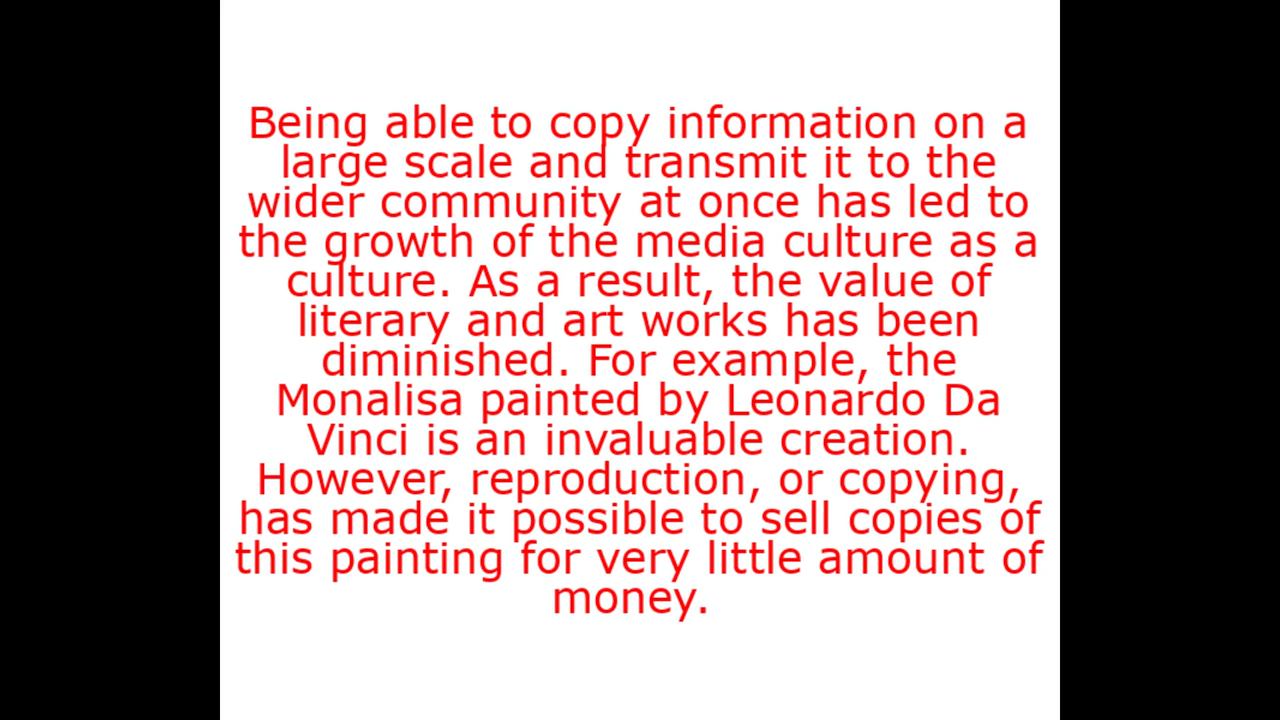 Being able to copy information on a
large scale and transmit it to the
wider community at once has led to
the growth of the media culture as a
culture. As a result, the value of
literary and art works has been
diminished. For example, the
Monalisa painted by Leonardo Da
Vinci is an invaluable creation.
However, reproduction, or copying,
has made it possible to sell copies of
this painting for very little amount of
money.